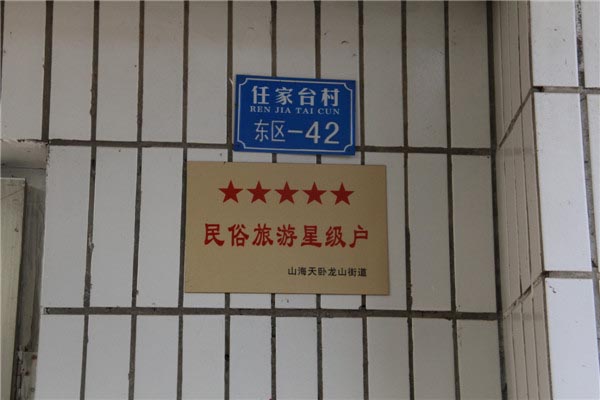 任家台村
REN JIA TAI CUN
东区-42
★★★★★
民俗旅游星级户
山海天卧龙山街道